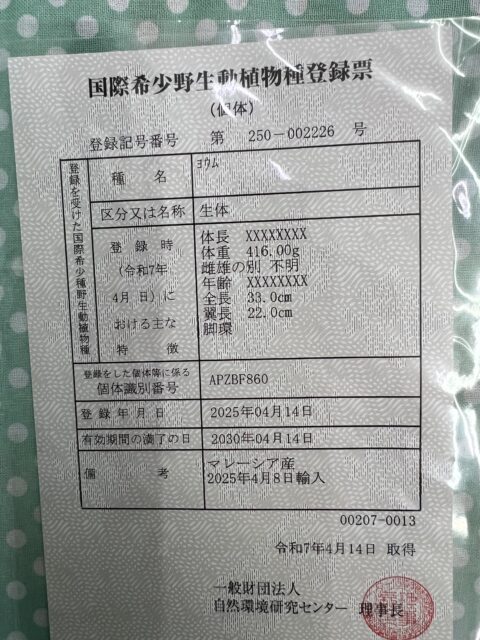 国際希少野生動植物種登録票
(個体)
登録記号番号 第 250-002226 号
登録を受けた国際希少種野生動植物種
種名
ヨウム
区分又は名称
生体
登録時
(令和7年
4月 日)に
おける主な
特徴
体長 XXXXXXXX
体重 416.00g
雌雄の別 不明
年齢 XXXXXXXX
全長 33.0cm
翼長 22.0cm
脚環
登録をした個体等に係る
個体識別番号
APZBF860
登録年月日
2025年04月14日
有効期間の満了の日
2030年04月14日
備考
マレーシア産
2025年4月8日輸入
00207-0013
令和7年4月14日 取得
一般財団法人
自然環境研究センター 理事長